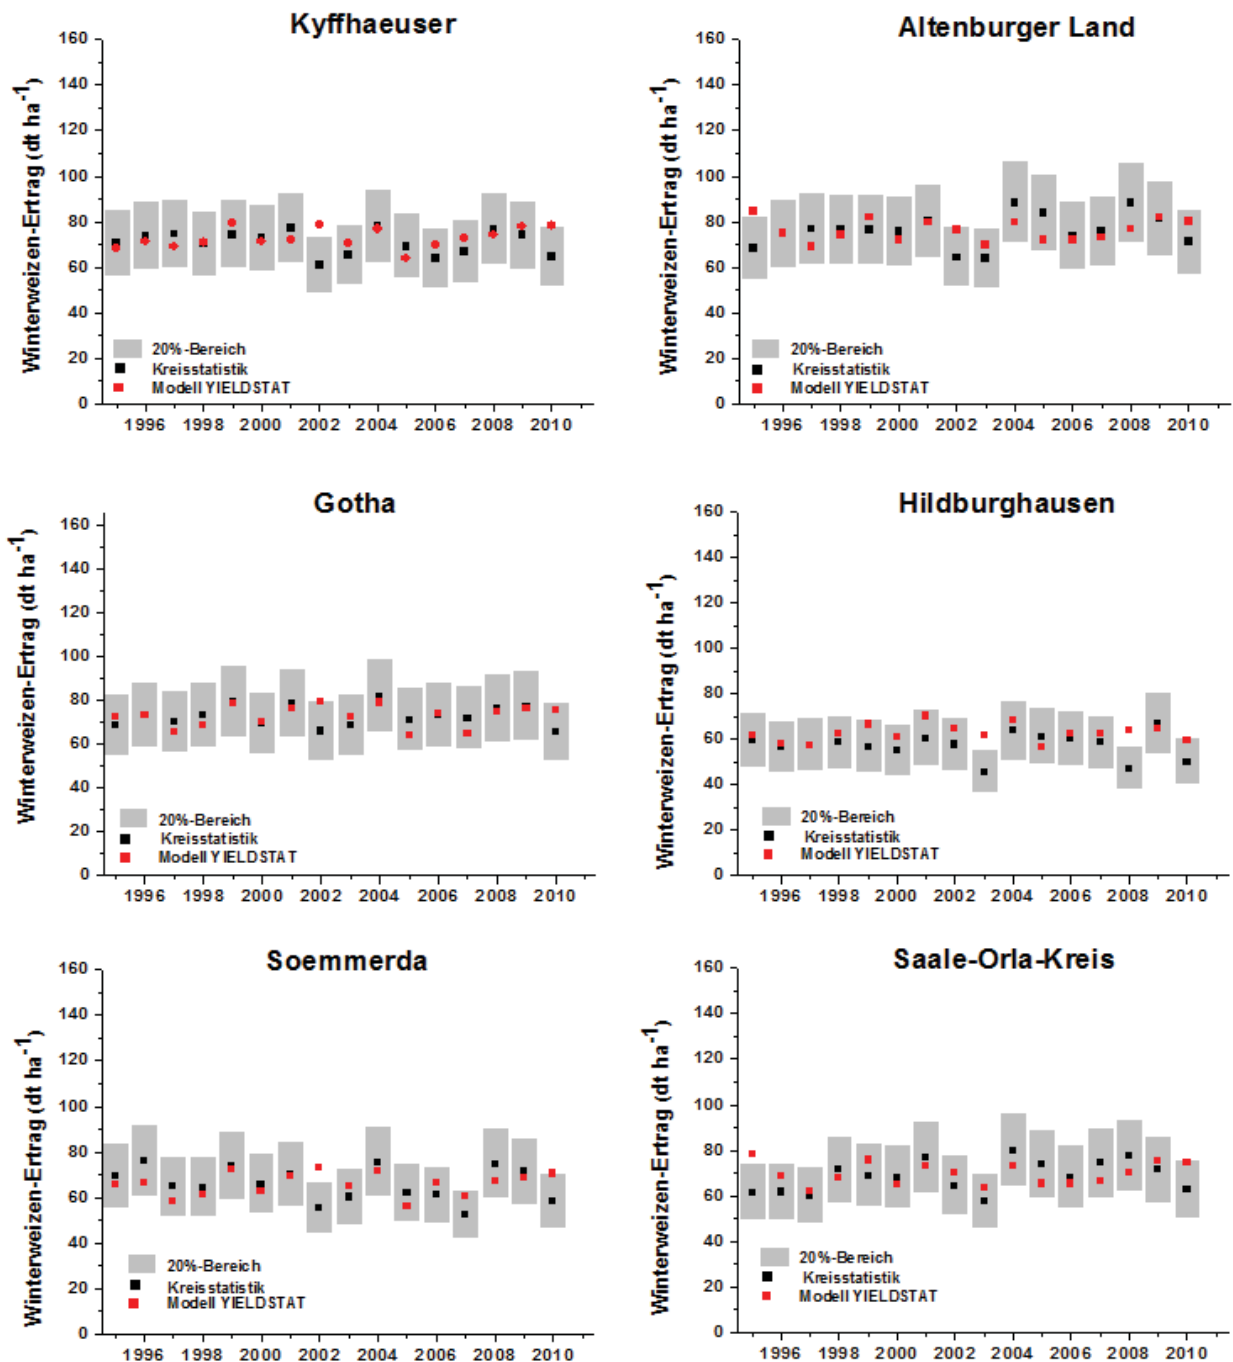 Kyffhaeuser
Winterweizen-Ertrag (dt ha-1)
160
140
120
100
80
60
40
20
0
20%-Bereich
Kreisstatistik
Modell YIELDSTAT
1996 1998 2000 2002 2004 2006 2008 2010
Altenburger Land
Winterweizen-Ertrag (dt ha-1)
160
140
120
100
80
60
40
20
0
20%-Bereich
Kreisstatistik
Modell YIELDSTAT
1996 1998 2000 2002 2004 2006 2008 2010
Gotha
Winterweizen-Ertrag (dt ha-1)
160
140
120
100
80
60
40
20
0
20%-Bereich
Kreisstatistik
Modell YIELDSTAT
1996 1998 2000 2002 2004 2006 2008 2010
Hildburghausen
Winterweizen-Ertrag (dt ha-1)
160
140
120
100
80
60
40
20
0
20%-Bereich
Kreisstatistik
Modell YIELDSTAT
1996 1998 2000 2002 2004 2006 2008 2010
Soemmerda
Winterweizen-Ertrag (dt ha-1)
160
140
120
100
80
60
40
20
0
20%-Bereich
Kreisstatistik
Modell YIELDSTAT
1996 1998 2000 2002 2004 2006 2008 2010
Saale-Orla-Kreis
Winterweizen-Ertrag (dt ha-1)
160
140
120
100
80
60
40
20
0
20%-Bereich
Kreisstatistik
Modell YIELDSTAT
1996 1998 2000 2002 2004 2006 2008 2010